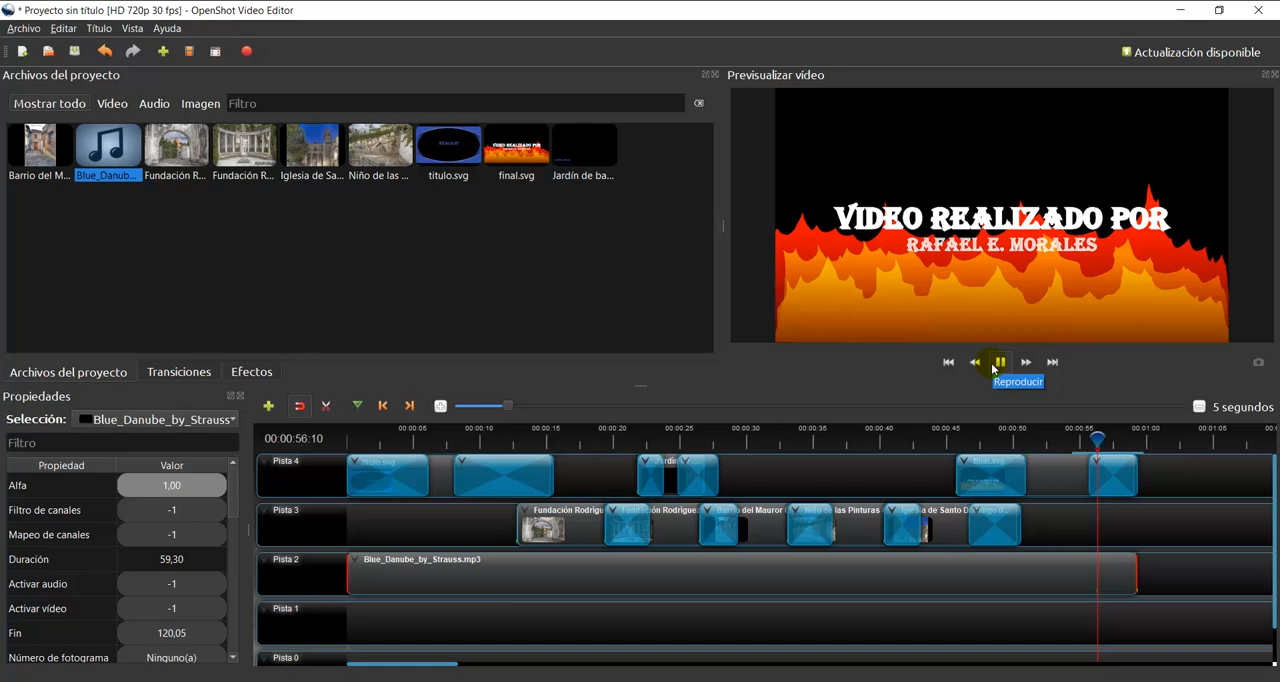 * Proyecto sin título [HD 720p 30 fps] - OpenShot Video Editor
Archivo Editar Título Vista Ayuda
Actualización disponible
Archivos del proyecto
Previsualizar vídeo
Mostrar todo Vídeo Audio Imagen Filtro
VIDEO REALIZADO POR
RAFAEL E. MORALES
Barrio del M... Blue_Danub... Fundación R... Fundación R... Iglesia de Sa... Niño de las ... titulo.svg final.svg Jardín de ba...
Archivos del proyecto Transiciones Efectos
Reproducir
Propiedades
Selección: Blue_Danube_by_Strauss
Filtro
Propiedad Valor
Alfa 1,00
Filtro de canales -1
Mapeo de canales -1
Duración 59,30
Activar audio -1
Activar vídeo -1
Fin 120,05
Número de fotograma Ninguno(a)
5 segundos
00:00:56:10
00:00:05 00:00:10 00:00:15 00:00:20 00:00:25 00:00:30 00:00:35 00:00:40 00:00:45 00:00:50 00:00:55 00:01:00 00:01:05
Pista 4 titulo.svg Jardín final.svg
Pista 3 Fundación Rodrígu Fundación Rodrígue Barrio del Mauror Niño de las Pinturas Iglesia de Santo D
Pista 2 Blue_Danube_by_Strauss.mp3
Pista 1
Pista 0